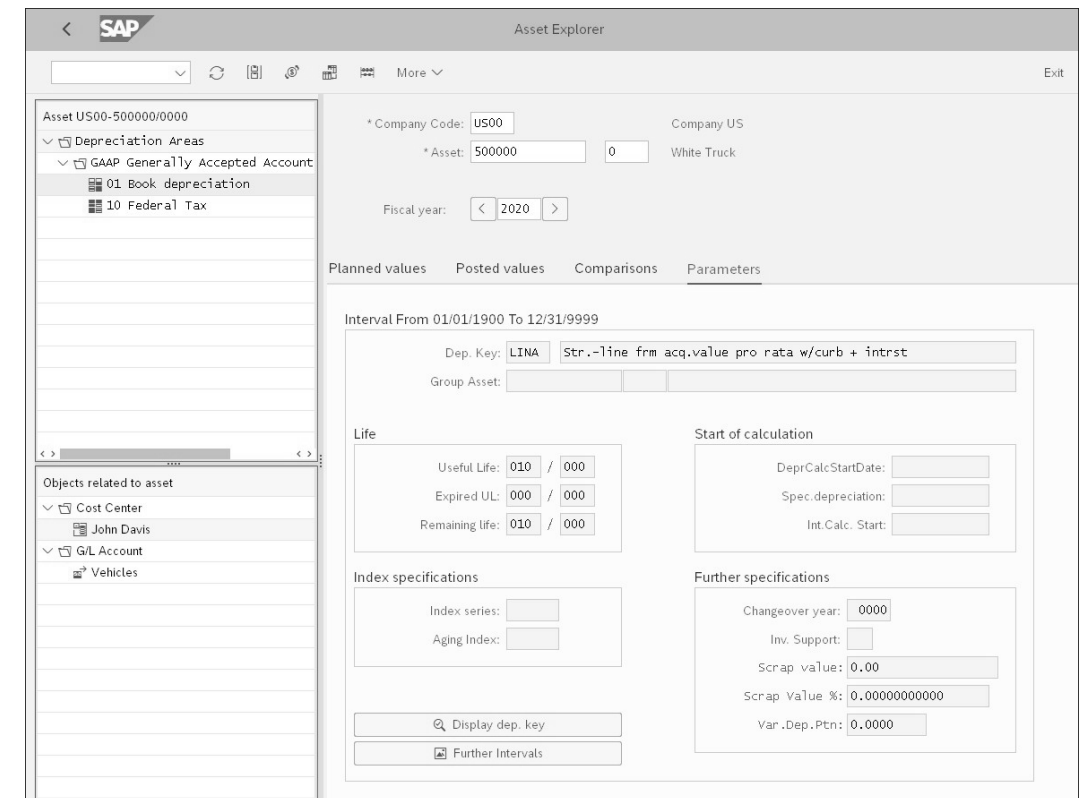 SAP
Asset Explorer
More
Exit
Asset US00-500000/0000
Depreciation Areas
GAAP Generally Accepted Account
01 Book depreciation
10 Federal Tax
Objects related to asset
Cost Center
John Davis
G/L Account
Vehicles
* Company Code: US00 Company US
* Asset: 500000 0 White Truck
Fiscal year: < 2020 >
Planned values Posted values Comparisons Parameters
Interval From 01/01/1900 To 12/31/9999
Dep. Key: LINA Str.-line frm acq.value pro rata w/curb + intrst
Group Asset:
Life
Useful Life: 010 / 000
Expired UL: 000 / 000
Remaining life: 010 / 000
Start of calculation
DeprCalcStartDate:
Spec.depreciation:
Int.Calc. Start:
Index specifications
Index series:
Aging Index:
Further specifications
Changeover year: 0000
Inv. Support:
Scrap value: 0.00
Scrap Value %: 0.00000000000
Var.Dep.Ptn: 0.0000
Display dep. key
Further Intervals